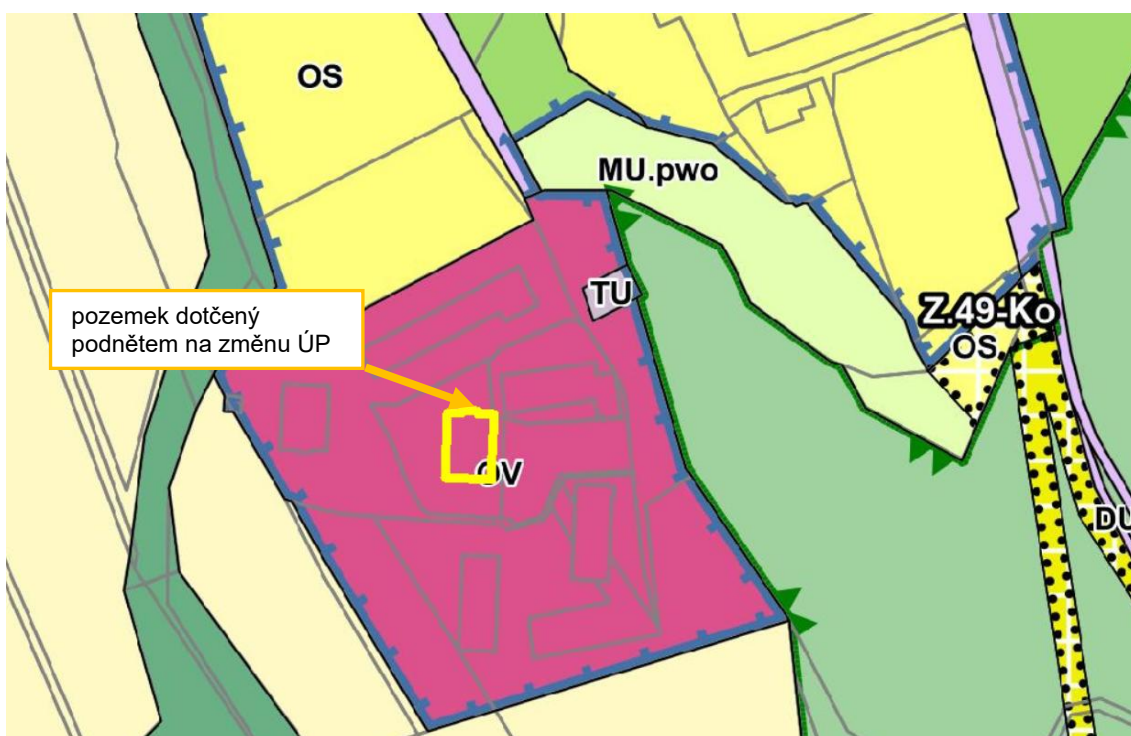 OS
MU.pwo
TU
Z.49-Ko
OS
pozemek dotčený
podnětem na změnu ÚP
OV
DU